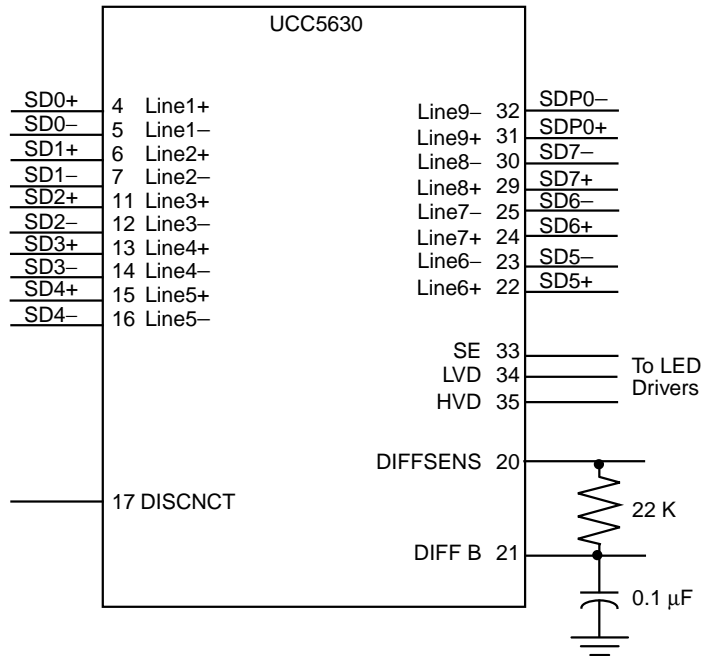 UCC5630
SD0+ 4 Line1+
SD0– 5 Line1–
SD1+ 6 Line2+
SD1– 7 Line2–
SD2+ 11 Line3+
SD2– 12 Line3–
SD3+ 13 Line4+
SD3– 14 Line4–
SD4+ 15 Line5+
SD4– 16 Line5–
17 DISCNCT
Line9– 32 SDP0–
Line9+ 31 SDP0+
Line8– 30 SD7–
Line8+ 29 SD7+
Line7– 25 SD6–
Line7+ 24 SD6+
Line6– 23 SD5–
Line6+ 22 SD5+
SE 33
LVD 34
HVD 35
To LED
Drivers
DIFFSENS 20
22 K
DIFF B 21
0.1 μF